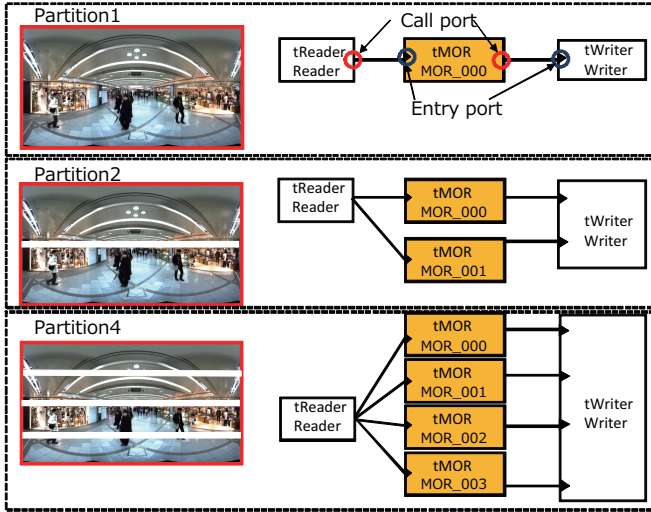 Partition1
Call port
tReader
Reader
tMOR
MOR_000
tWriter
Writer
Entry port
Partition2
tReader
Reader
tMOR
MOR_000
tMOR
MOR_001
tWriter
Writer
Partition4
tReader
Reader
tMOR
MOR_000
tMOR
MOR_001
tMOR
MOR_002
tMOR
MOR_003
tWriter
Writer